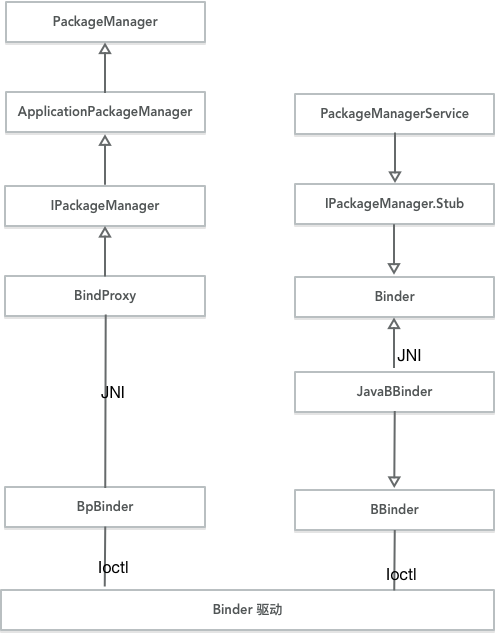 PackageManager
ApplicationPackageManager
PackageManagerService
IPackageManager
IPackageManager.Stub
BindProxy
Binder
JNI
JNI
JavaBBinder
BpBinder
BBinder
Ioctl
Ioctl
Binder 驱动